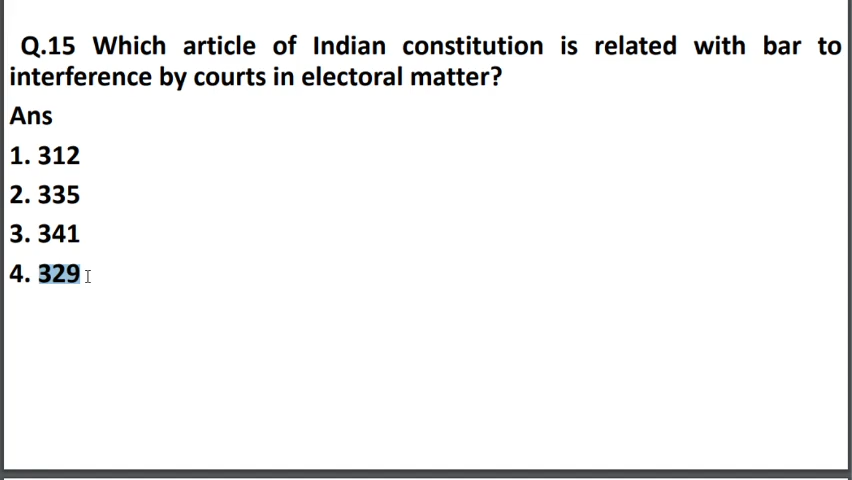 Q.15 Which article of Indian constitution is related with bar to
interference by courts in electoral matter?
Ans
1. 312
2. 335
3. 341
4. 329